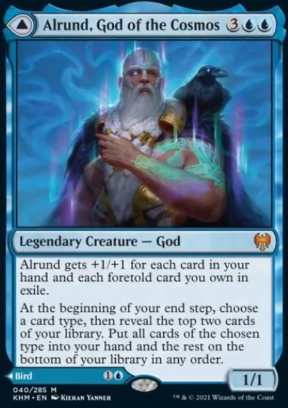 Alrund, God of the Cosmos 3
Legendary Creature — God
Alrund gets +1/+1 for each card in your
hand and each foretold card you own in
exile.
At the beginning of your end step, choose
a card type, then reveal the top two cards
of your library. Put all cards of the chosen
type into your hand and the rest on the
bottom of your library in any order.
Bird 1
1/1
040/285 M
KHM • EN KIERAN YANNER
™ & © 2021 Wizards of the Coast